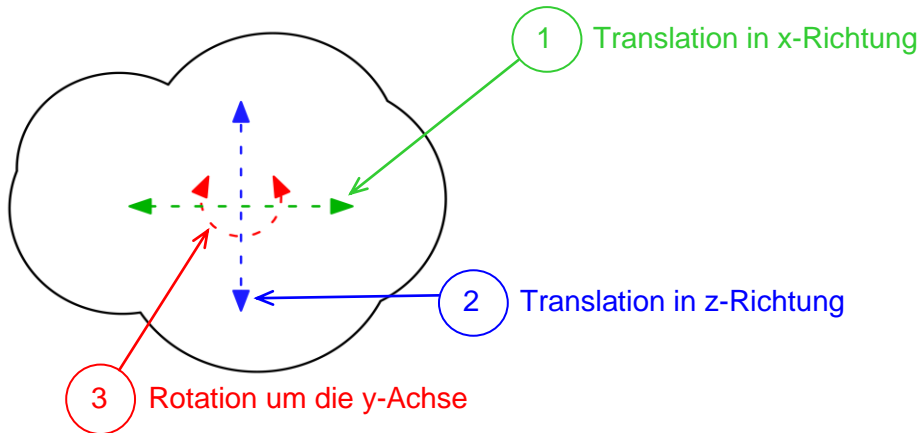 1 Translation in x-Richtung
2 Translation in z-Richtung
3 Rotation um die y-Achse